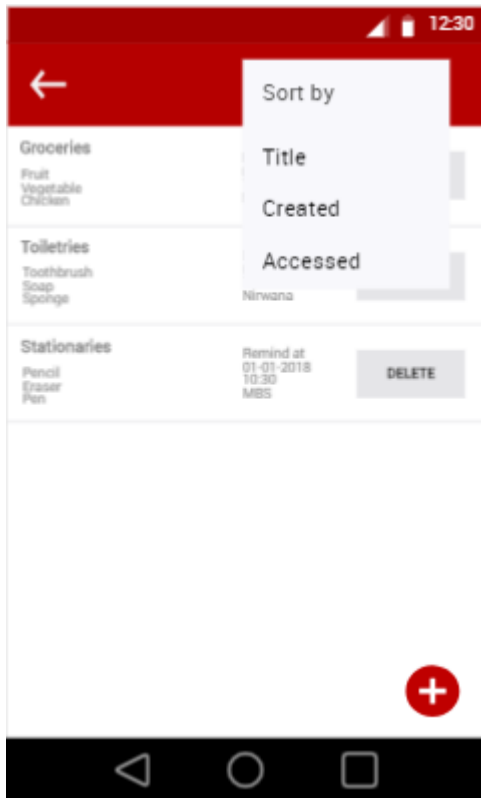 12:30
Sort by
Title
Created
Accessed
Groceries
Fruit
Vegetable
Chicken
Toiletries
Toothbrush
Soap
Sponge
Nirwana
Stationaries
Pencil
Eraser
Pen
Remind at
01-01-2018
10:30
MBS
DELETE